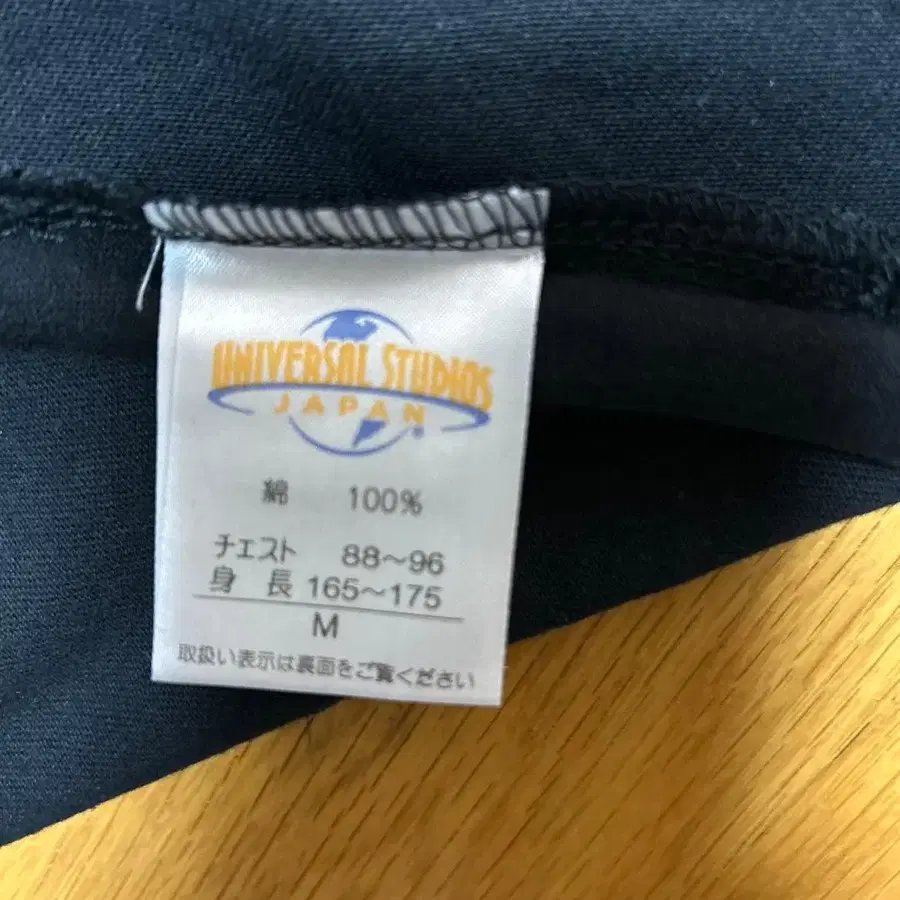 UNIVERSAL STUDIOS
JAPAN
綿 100%
チェスト 88〜96
身長 165〜175
M
取扱い表示は裏面をご覧ください